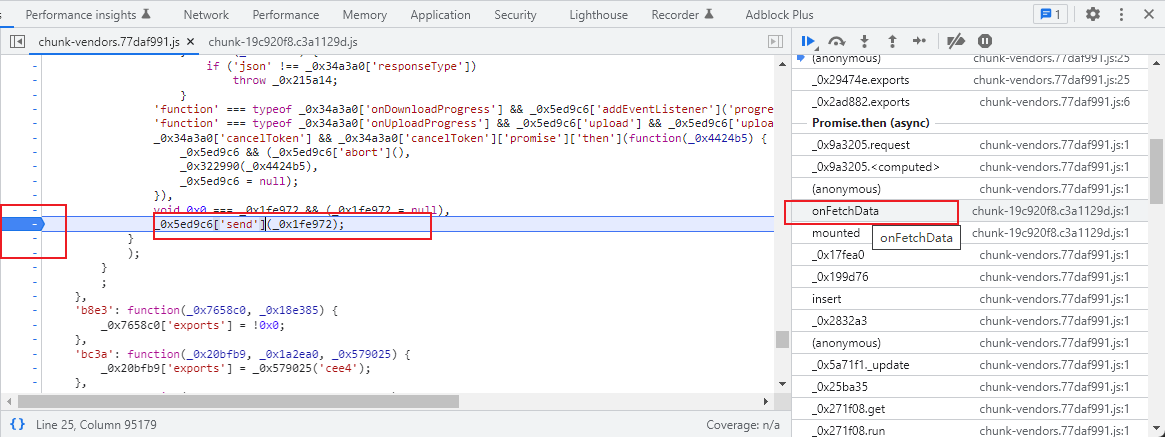 Performance insights Network Performance Memory Application Security Lighthouse Recorder Adblock Plus 1
chunk-vendors.77daf991.js × chunk-19c920f8.c3a1129d.js
if ('json' !== _0x34a3a0['responseType'])
throw _0x215a14;
}
'function' === typeof _0x34a3a0['onDownloadProgress'] && _0x5ed9c6['addEventListener']('progre
'function' === typeof _0x34a3a0['onUploadProgress'] && _0x5ed9c6['upload'] && _0x5ed9c6['uploa
_0x34a3a0['cancelToken'] && _0x34a3a0['cancelToken']['promise']['then'](function(_0x4424b5) {
_0x5ed9c6 && (_0x5ed9c6['abort'](),
_0x322990(_0x4424b5),
_0x5ed9c6 = null);
}),
void 0x0 === _0x1fe972 && (_0x1fe972 = null),
_0x5ed9c6['send'](_0x1fe972);
}
);
}
;
},
'b8e3': function(_0x7658c0, _0x18e385) {
_0x7658c0['exports'] = !0x0;
},
'bc3a': function(_0x20bfb9, _0x1a2ea0, _0x579025) {
_0x20bfb9['exports'] = _0x579025('cee4');
},
{} Line 25, Column 95179 Coverage: n/a
(anonymous) chunk-vendors.77daf991.js:25
_0x29474e.exports chunk-vendors.77daf991.js:25
_0x2ad882.exports chunk-vendors.77daf991.js:6
Promise.then (async)
_0x9a3205.request chunk-vendors.77daf991.js:1
_0x9a3205.<computed> chunk-vendors.77daf991.js:1
(anonymous) chunk-vendors.77daf991.js:1
onFetchData chunk-19c920f8.c3a1129d.js:1
mounted chunk-19c920f8.c3a1129d.js:1
onFetchData
_0x17fea0 chunk-vendors.77daf991.js:1
_0x199d76 chunk-vendors.77daf991.js:1
insert chunk-vendors.77daf991.js:1
_0x2832a3 chunk-vendors.77daf991.js:1
(anonymous) chunk-vendors.77daf991.js:1
_0x5a71f1._update chunk-vendors.77daf991.js:1
_0x25ba35 chunk-vendors.77daf991.js:1
_0x271f08.get chunk-vendors.77daf991.js:1
_0x271f08.run chunk-vendors.77daf991.js:1